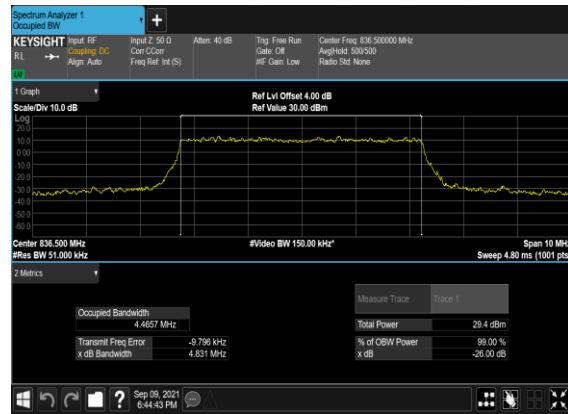 Spectrum Analyzer 1
Occupied BW
+
KEYSIGHT Input: RF Input Z: 50 Ω Atten: 40 dB Trig: Free Run Center Freq: 836.500000 MHz
RL Coupling: DC Corr CCorr Gate: Off Avg|Hold: 500/500
Align: Auto Freq Ref: Int (S) #IF Gain: Low Radio Std: None
LXI
1 Graph
Ref Lvl Offset 4.00 dB
Scale/Div 10.0 dB Ref Value 30.00 dBm
Log
20.0
10.0
0.00
-10.0
-20.0
-30.0
-40.0
-50.0
-60.0
Center 836.500 MHz #Video BW 150.00 kHz* Span 10 MHz
#Res BW 51.000 kHz Sweep 4.80 ms (1001 pts)
2 Metrics
Measure Trace Trace 1
Occupied Bandwidth
4.4657 MHz Total Power 29.4 dBm
Transmit Freq Error -9.796 kHz % of OBW Power 99.00 %
x dB Bandwidth 4.831 MHz x dB -26.00 dB
? Sep 09, 2021
6:44:43 PM